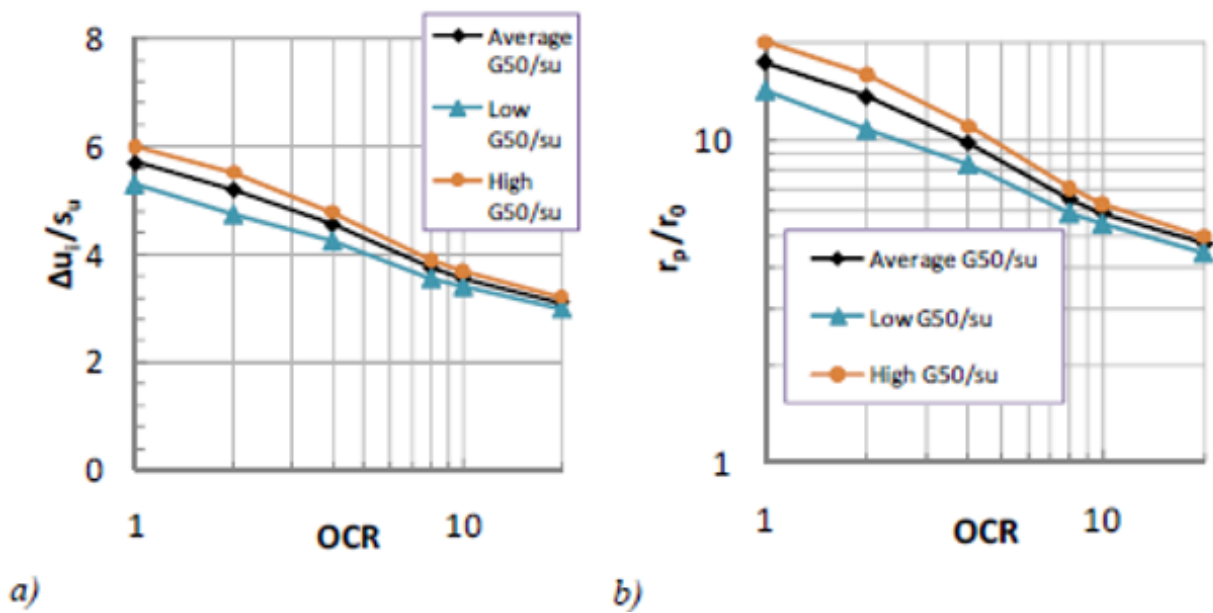 8
6
4
2
0
Δuᵢ/sᵤ
1
10
OCR
Average
G50/su
Low
G50/su
High
G50/su
a)
10
1
rₚ/r₀
1
10
OCR
Average G50/su
Low G50/su
High G50/su
b)